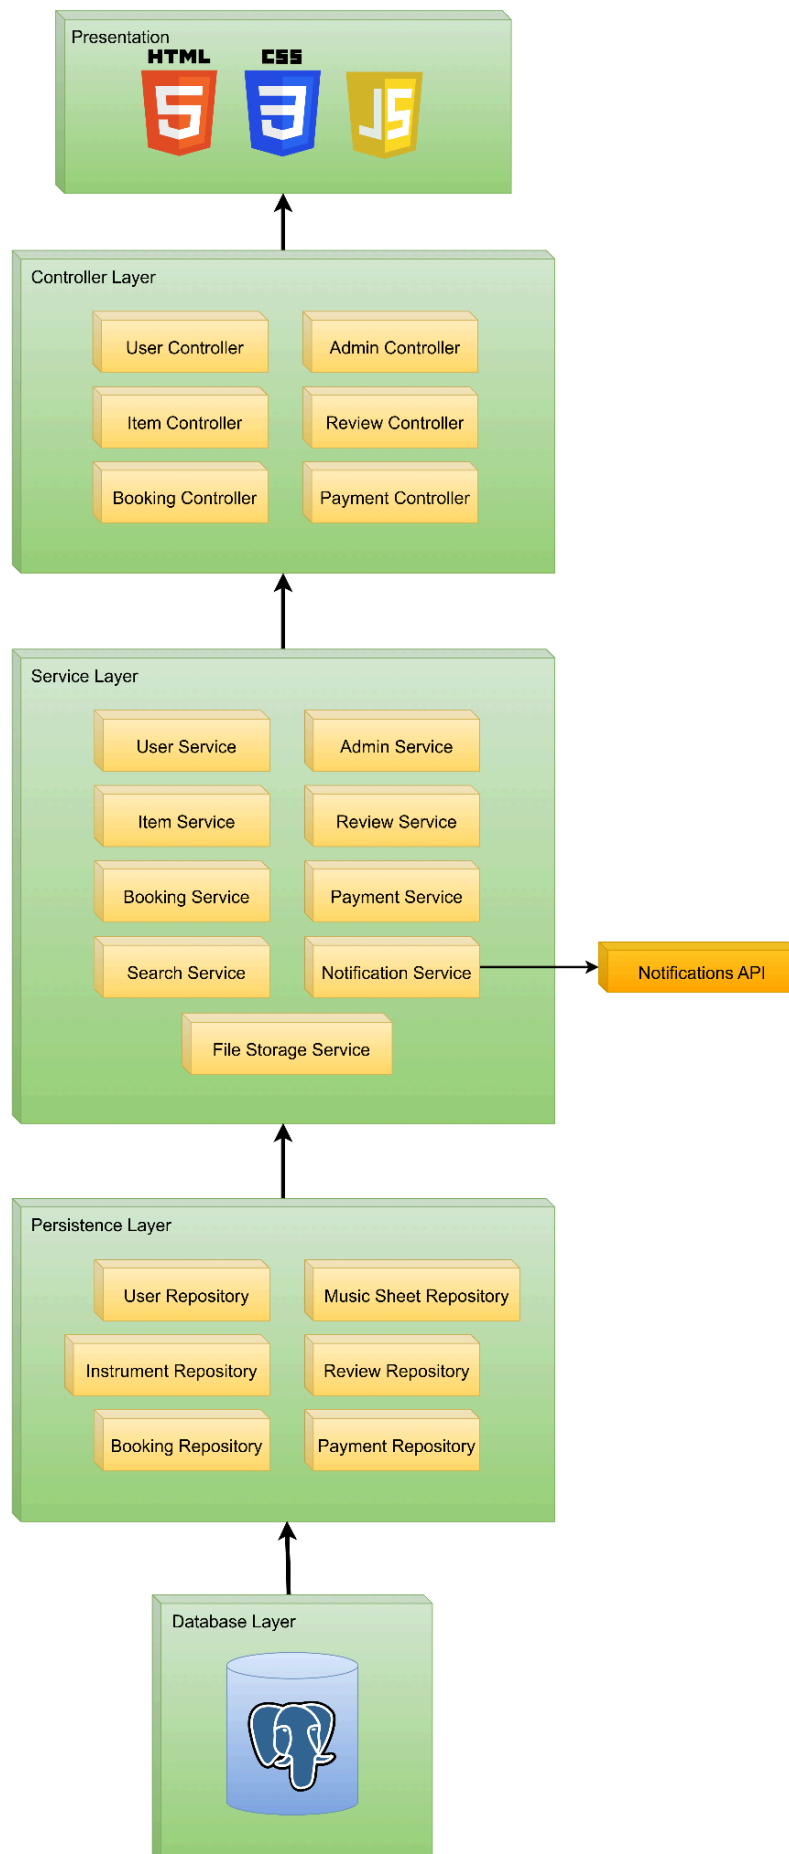 Presentation
HTML
CSS
5
3
JS
Controller Layer
User Controller
Admin Controller
Item Controller
Review Controller
Booking Controller
Payment Controller
Service Layer
User Service
Admin Service
Item Service
Review Service
Booking Service
Payment Service
Search Service
Notification Service
Notifications API
File Storage Service
Persistence Layer
User Repository
Music Sheet Repository
Instrument Repository
Review Repository
Booking Repository
Payment Repository
Database Layer